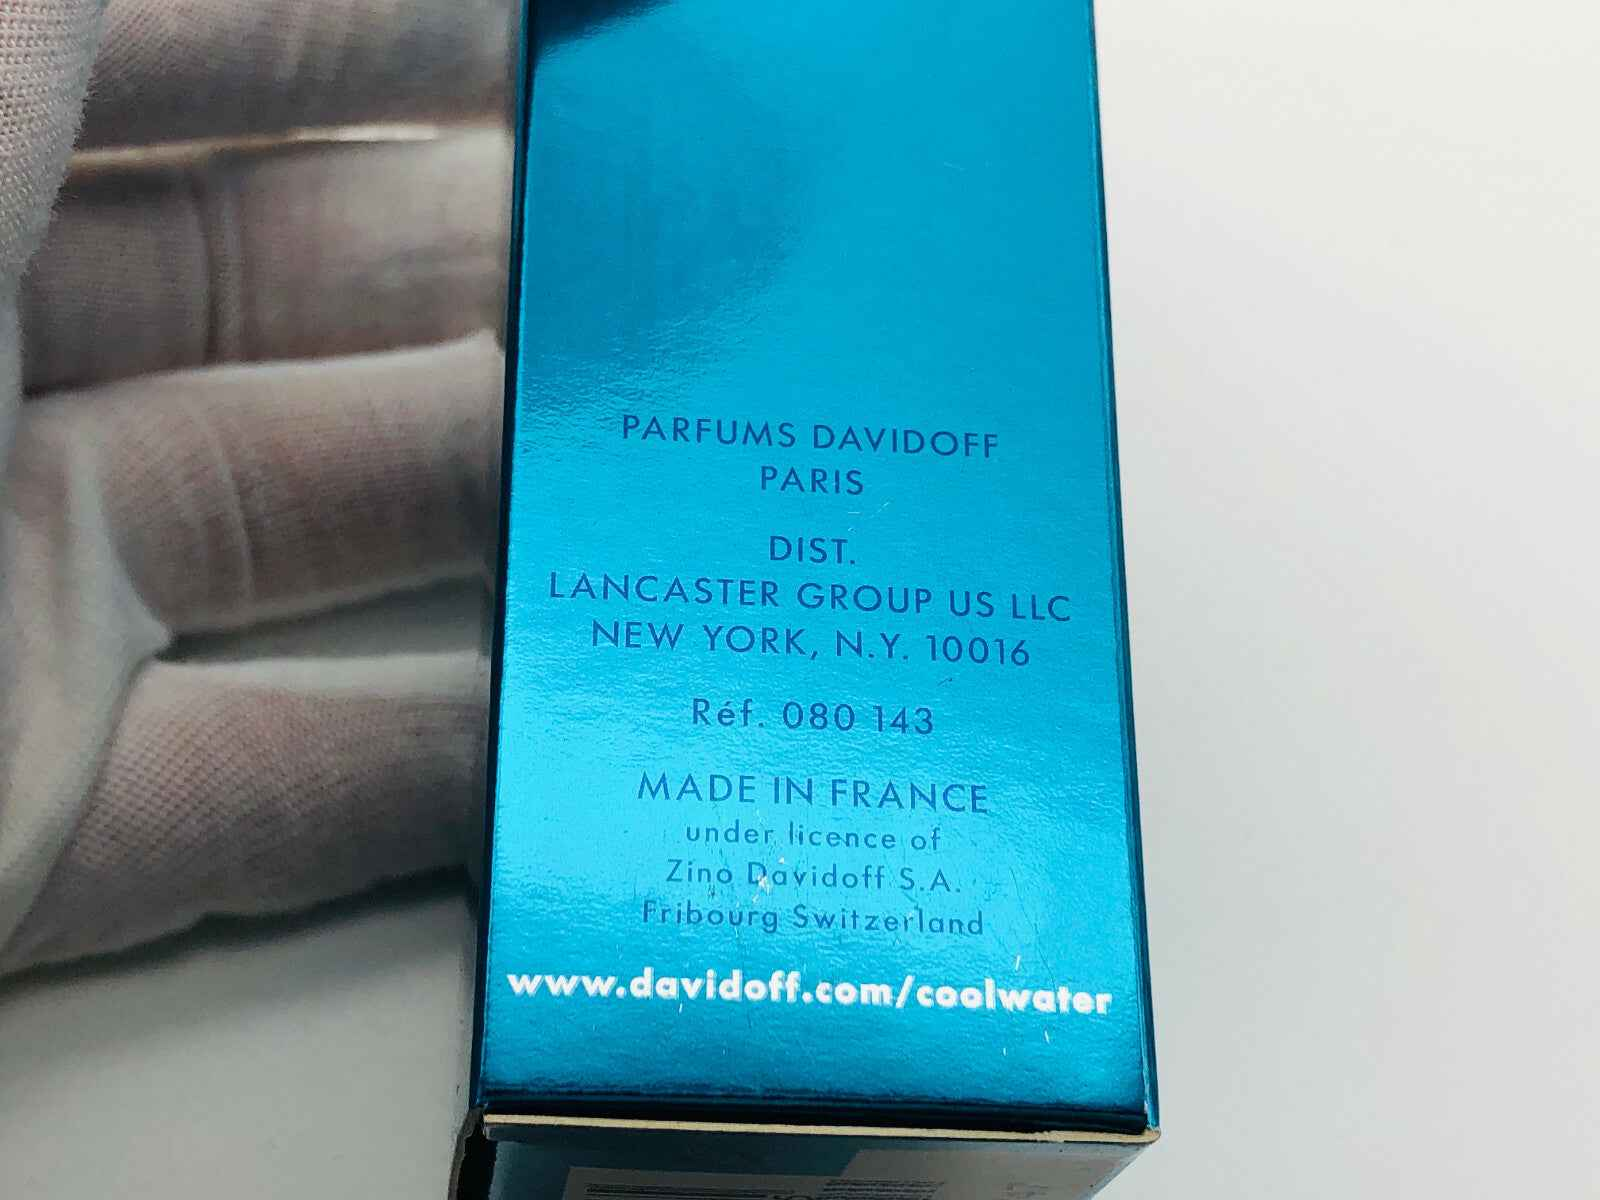 PARFUMS DAVIDOFF
PARIS
DIST.
LANCASTER GROUP US LLC
NEW YORK, N.Y. 10016
Réf. 080 143
MADE IN FRANCE
under licence of
Zino Davidoff S.A.
Fribourg Switzerland
www.davidoff.com/coolwater